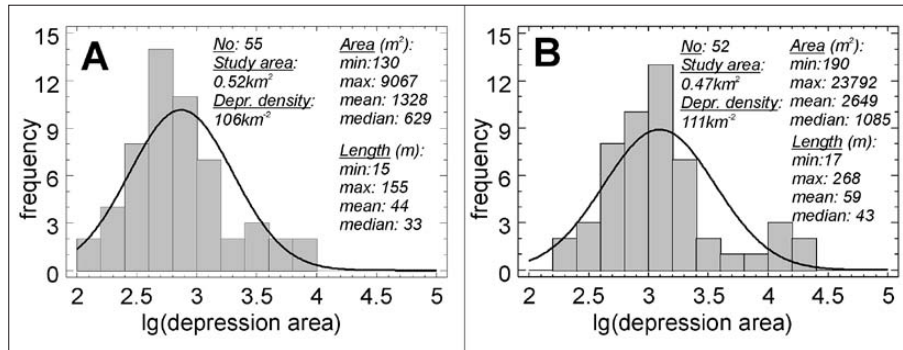 A
No: 55
Study area:
0.52km²
Depr. density:
106km⁻²
Area (m²):
min:130
max: 9067
mean: 1328
median: 629
Length (m):
min:15
max: 155
mean: 44
median: 33
15
12
9
6
3
0
frequency
2 2.5 3 3.5 4 4.5 5
lg(depression area)
B
No: 52
Study area:
0.47km²
Depr. density:
111km⁻²
Area (m²):
min:190
max: 23792
mean: 2649
median: 1085
Length (m):
min:17
max: 268
mean: 59
median: 43
15
12
9
6
3
0
frequency
2 2.5 3 3.5 4 4.5 5
lg(depression area)